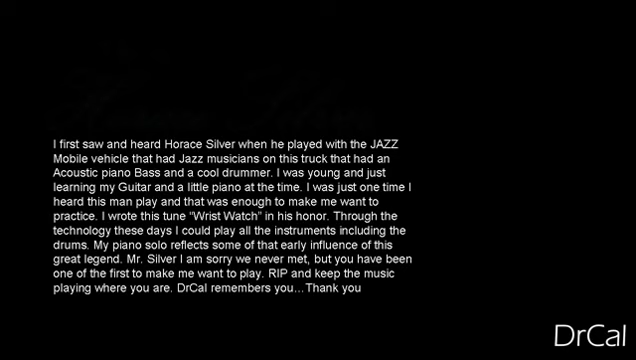 I first saw and heard Horace Silver when he played with the JAZZ
Mobile vehicle that had Jazz musicians on this truck that had an
Acoustic piano Bass and a cool drummer. I was young and just
learning my Guitar and a little piano at the time. I was just one time I
heard this man play and that was enough to make me want to
practice. I wrote this tune “Wrist Watch” in his honor. Through the
technology these days I could play all the instruments including the
drums. My piano solo reflects some of that early influence of this
great legend. Mr. Silver I am sorry we never met, but you have been
one of the first to make me want to play. RIP and keep the music
playing where you are. DrCal remembers you…Thank you
DrCal